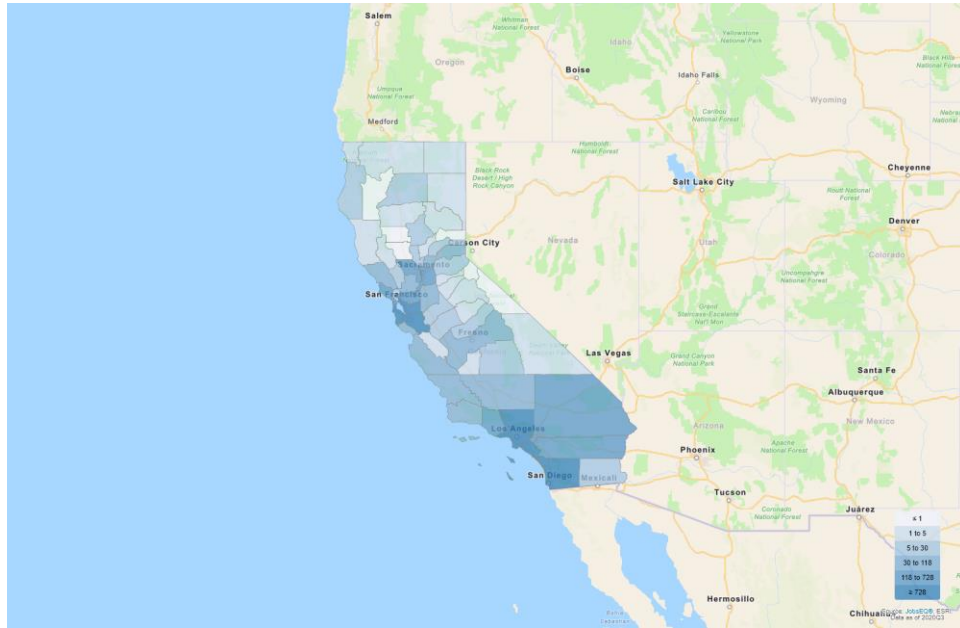 Salem
Whitman
National Forest
Yellowstone
National Park
Idaho
Oregon
Boise
Idaho Falls
Black Hills
Wyoming
Umpqua
National Forest
Medford
Caribou
National Forest
Humboldt
National Forest
Cheyenne
Black Rock
Desert / High
Rock Canyon
Salt Lake City
Routt National
Forest
Denver
Carson City
Nevada
Utah
Colorado
Sacramento
Uncompahgre
National Forest
San Francisco
Grand
Staircase-Escalante
Nat'l Mon
Fresno
Las Vegas
Grand Canyon
National Park
Santa Fe
Albuquerque
Los Angeles
Arizona
New Mexico
Apache
National Forest
Phoenix
San Diego
Mexicali
Tucson
Coronado
National Forest
Juárez
≤ 1
1 to 5
5 to 30
30 to 118
118 to 728
≥ 728
Hermosillo
Source: JobsEQ®, ESRI
Chihuahua
Data as of 2020Q3